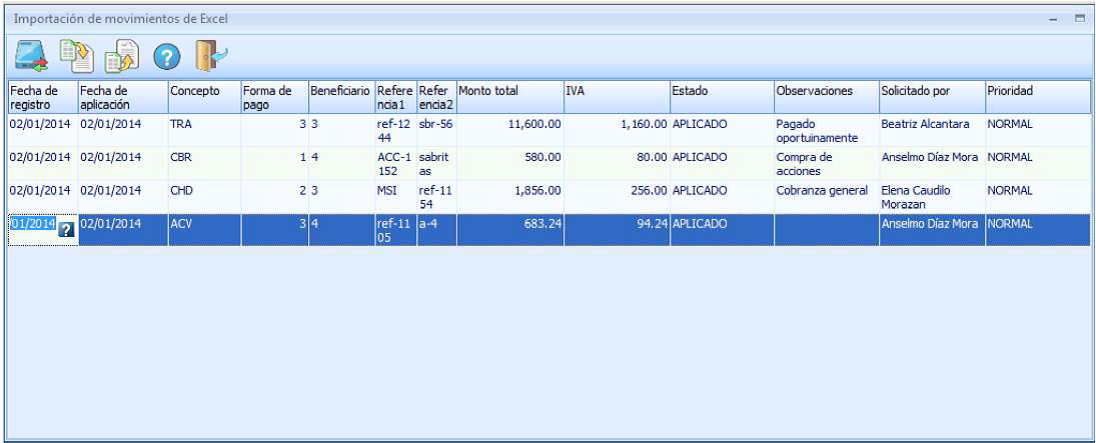 Importación de movimientos de Excel
Fecha de registro Fecha de aplicación Concepto Forma de pago Beneficiario Referencia1 Referencia2 Monto total IVA Estado Observaciones Solicitado por Prioridad
02/01/2014 02/01/2014 TRA 3 3 ref-1244 sbr-56 11,600.00 1,160.00 APLICADO Pagado oportuinamente Beatriz Alcantara NORMAL
02/01/2014 02/01/2014 CBR 1 4 ACC-1152 sabritas 580.00 80.00 APLICADO Compra de acciones Anselmo Díaz Mora NORMAL
02/01/2014 02/01/2014 CHD 2 3 MSI ref-1154 1,856.00 256.00 APLICADO Cobranza general Elena Caudilo Morazan NORMAL
01/2014 ? 02/01/2014 ACV 3 4 ref-1105 a-4 683.24 94.24 APLICADO Anselmo Díaz Mora NORMAL